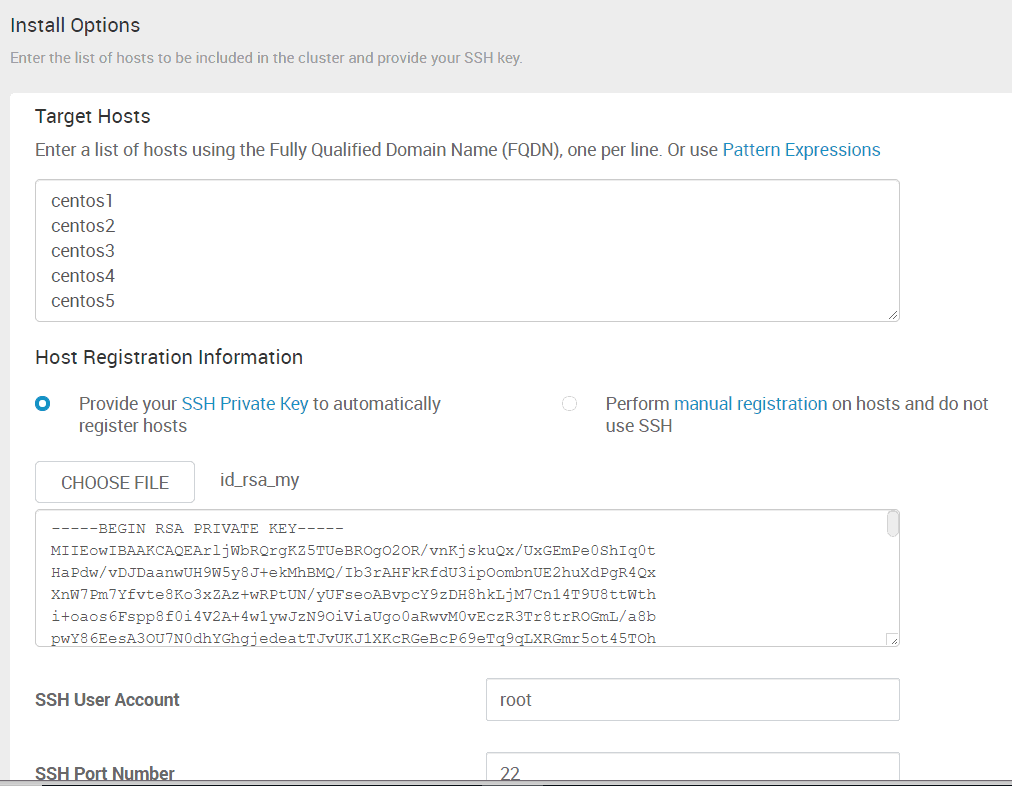 Install Options
Enter the list of hosts to be included in the cluster and provide your SSH key.
Target Hosts
Enter a list of hosts using the Fully Qualified Domain Name (FQDN), one per line. Or use Pattern Expressions
centos1
centos2
centos3
centos4
centos5
Host Registration Information
Provide your SSH Private Key to automatically
register hosts
Perform manual registration on hosts and do not
use SSH
CHOOSE FILE
id_rsa_my
-----BEGIN RSA PRIVATE KEY-----
MIIEowIBAAKCAQEArljWbRQrgKZ5TUeBROgO2OR/vnKjskuQx/UxGEmPe0ShIq0t
HaPdw/vDJDaanwUH9W5y8J+ekMhBMQ/Ib3rAHFkRfdU3ipOombnUE2huXdPgR4Qx
XnW7Pm7Yfvte8Ko3xZAz+wRPtUN/yUFseoABvpcY9zDH8hkLjM7Cn14T9U8ttWth
i+oaos6Fspp8f0i4V2A+4w1ywJzN9OiViaUgo0aRwvM0vEczR3Tr8trROGmL/a8b
pwY86EesA3OU7N0dhYGhgjedeatTJvUKJ1XKcRGeBcP69eTq9qLXRGmr5ot45TOh
SSH User Account
root
SSH Port Number
22